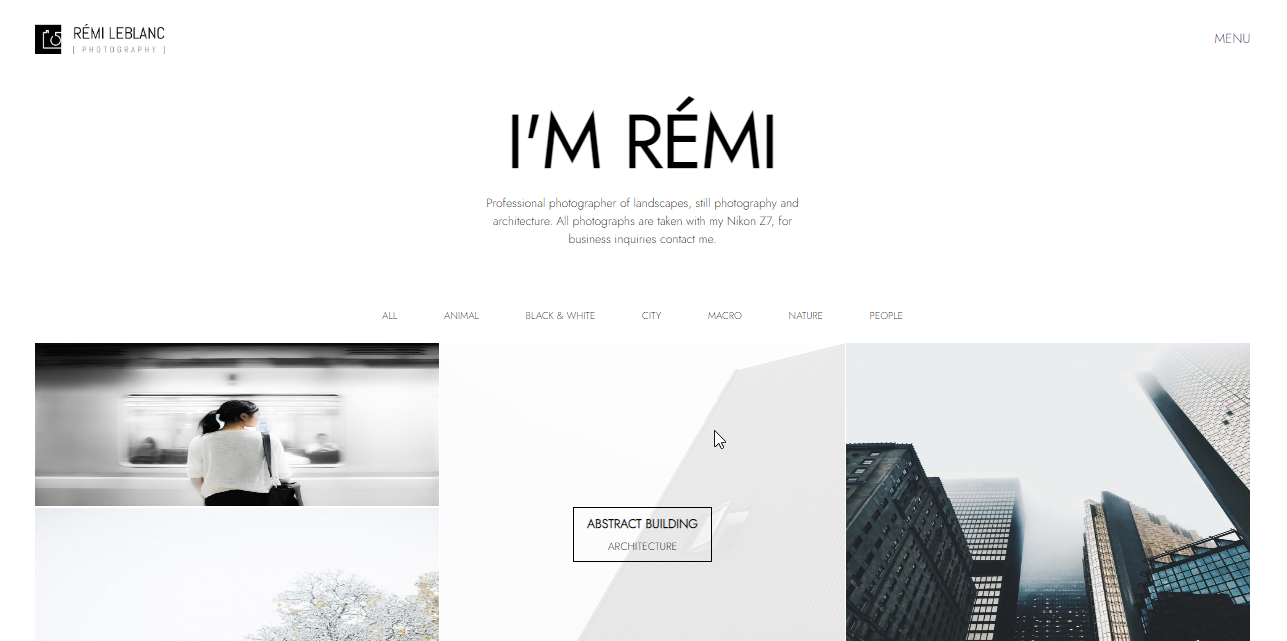 RÉMI LEBLANC
[ PHOTOGRAPHY ]
MENU
I'M RÉMI
Professional photographer of landscapes, still photography and
architecture. All photographs are taken with my Nikon Z7, for
business inquiries contact me.
ALL ANIMAL BLACK & WHITE CITY MACRO NATURE PEOPLE
ABSTRACT BUILDING
ARCHITECTURE